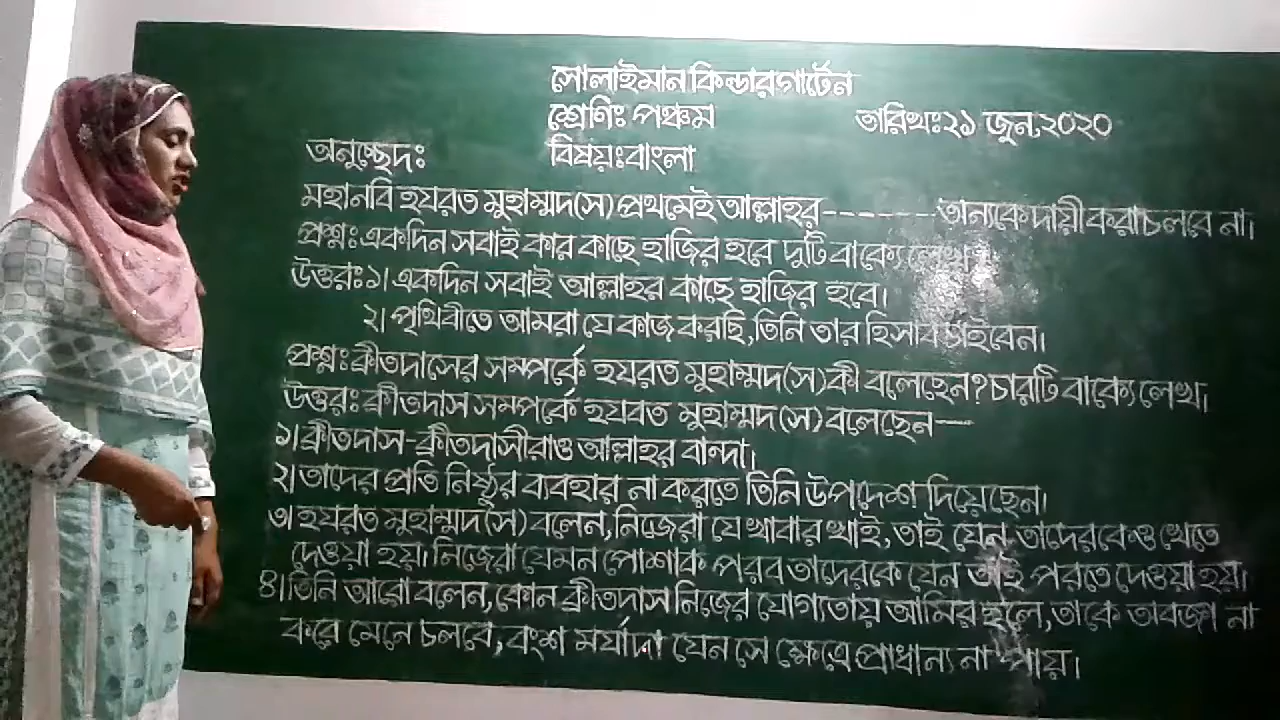 সোলাইমান কিন্ডারগার্টেন
শ্রেণিঃ পঞ্চম তারিখঃ২১ জুন,২০২০
অনুচ্ছেদঃ বিষয়ঃবাংলা
মহানবি হযরত মুহাম্মদ(স) প্রথমেই আল্লাহর-------অন্যকে দায়ী করা চলবে না।
প্রশ্নঃ একদিন সবাই কার কাছে হাজির হবে দুটি বাক্যে লেখ।
উত্তরঃ ১। একদিন সবাই আল্লাহর কাছে হাজির হবে।
২। পৃথিবীতে আমরা যে কাজ করছি, তিনি তার হিসাব চাইবেন।
প্রশ্নঃ ক্রীতদাসের সম্পর্কে হযরত মুহাম্মদ(স) কী বলেছেন? চারটি বাক্যে লেখ।
উত্তরঃ ক্রীতদাস সম্পর্কে হযরত মুহাম্মদ(স) বলেছেন—
১। ক্রীতদাস-ক্রীতদাসীরাও আল্লাহর বান্দা।
২। তাদের প্রতি নিষ্ঠুর ব্যবহার না করতে তিনি উপদেশ দিয়েছেন।
৩। হযরত মুহাম্মদ(স) বলেন, নিজেরা যে খাবার খাই, তাই যেন তাদেরকেও খেতে
দেওয়া হয়। নিজেরা যেমন পোশাক পরব তাদেরকে যেন তাই পরতে দেওয়া হয়।
৪। তিনি আরো বলেন, কোন ক্রীতদাস নিজের যোগ্যতায় আমির হলে, তাকে অবজ্ঞা না
করে মেনে চলবে, বংশ মর্যাদা যেন সে ক্ষেত্রে প্রাধান্য না পায়।